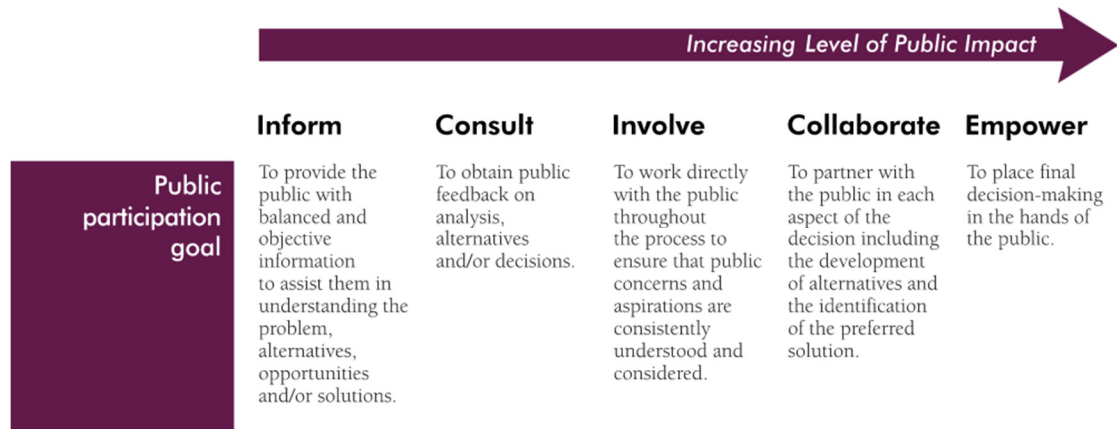 Increasing Level of Public Impact
Inform
Consult
Involve
Collaborate
Empower
Public
participation
goal
To provide the
public with
balanced and
objective
information
to assist them in
understanding the
problem,
alternatives,
opportunities
and/or solutions.
To obtain public
feedback on
analysis,
alternatives
and/or decisions.
To work directly
with the public
throughout
the process to
ensure that public
concerns and
aspirations are
consistently
understood and
considered.
To partner with
the public in each
aspect of the
decision including
the development
of alternatives and
the identification
of the preferred
solution.
To place final
decision-making
in the hands of
the public.